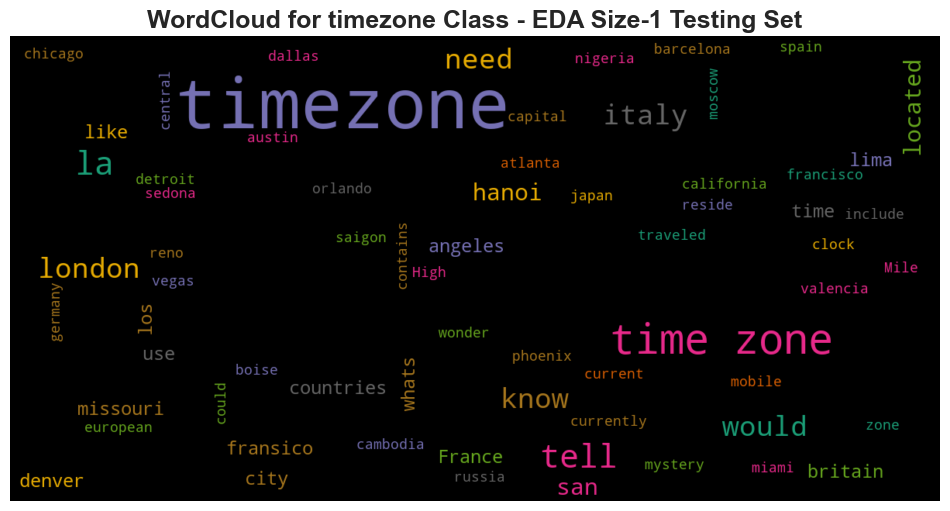 WordCloud for timezone Class - EDA Size-1 Testing Set
chicago
dallas
need
nigeria
barcelona
spain
central
timezone
capital
italy
moscow
located
like
austin
la
detroit
sedona
orlando
atlanta
hanoi
japan
california
reside
lima
francisco
time
include
saigon
contains
angeles
High
traveled
clock
Mile
valencia
reno
london
vegas
germany
los
use
boise
countries
whats
wonder
phoenix
time zone
current
mobile
missouri
european
could
know
currently
would
zone
fransico
cambodia
France
tell
mystery
miami
britain
denver
city
russia
san